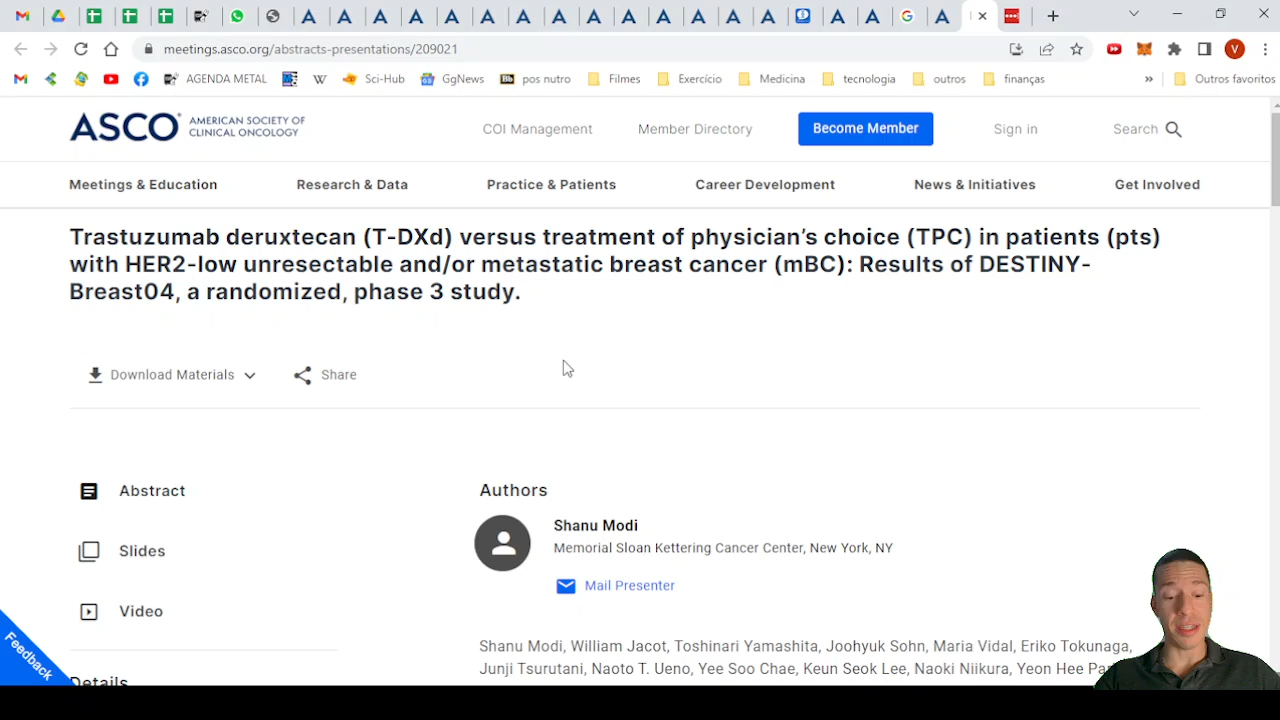 meetings.asco.org/abstracts-presentations/209021
AGENDA METAL
Sci-Hub
GgNews
pos nutro
Filmes
Exercício
Medicina
tecnologia
outros
finanças
»
Outros favoritos
V
ASCO AMERICAN SOCIETY OF
CLINICAL ONCOLOGY
COI Management
Member Directory
Become Member
Sign in
Search
Meetings & Education
Research & Data
Practice & Patients
Career Development
News & Initiatives
Get Involved
Trastuzumab deruxtecan (T-DXd) versus treatment of physician’s choice (TPC) in patients (pts)
with HER2-low unresectable and/or metastatic breast cancer (mBC): Results of DESTINY-
Breast04, a randomized, phase 3 study.
Download Materials
Share
Abstract
Slides
Video
Details
Authors
Shanu Modi
Memorial Sloan Kettering Cancer Center, New York, NY
Mail Presenter
Shanu Modi, William Jacot, Toshinari Yamashita, Joohyuk Sohn, Maria Vidal, Eriko Tokunaga,
Junji Tsurutani, Naoto T. Ueno, Yee Soo Chae, Keun Seok Lee, Naoki Niikura, Yeon Hee
Feedback